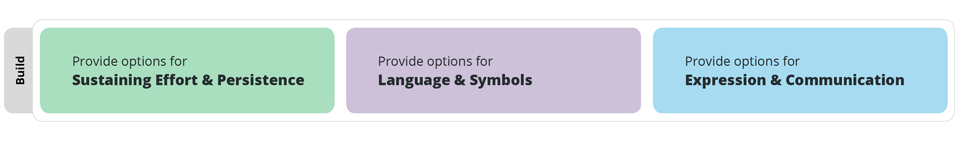 Build
Provide options for
Sustaining Effort & Persistence
Provide options for
Language & Symbols
Provide options for
Expression & Communication